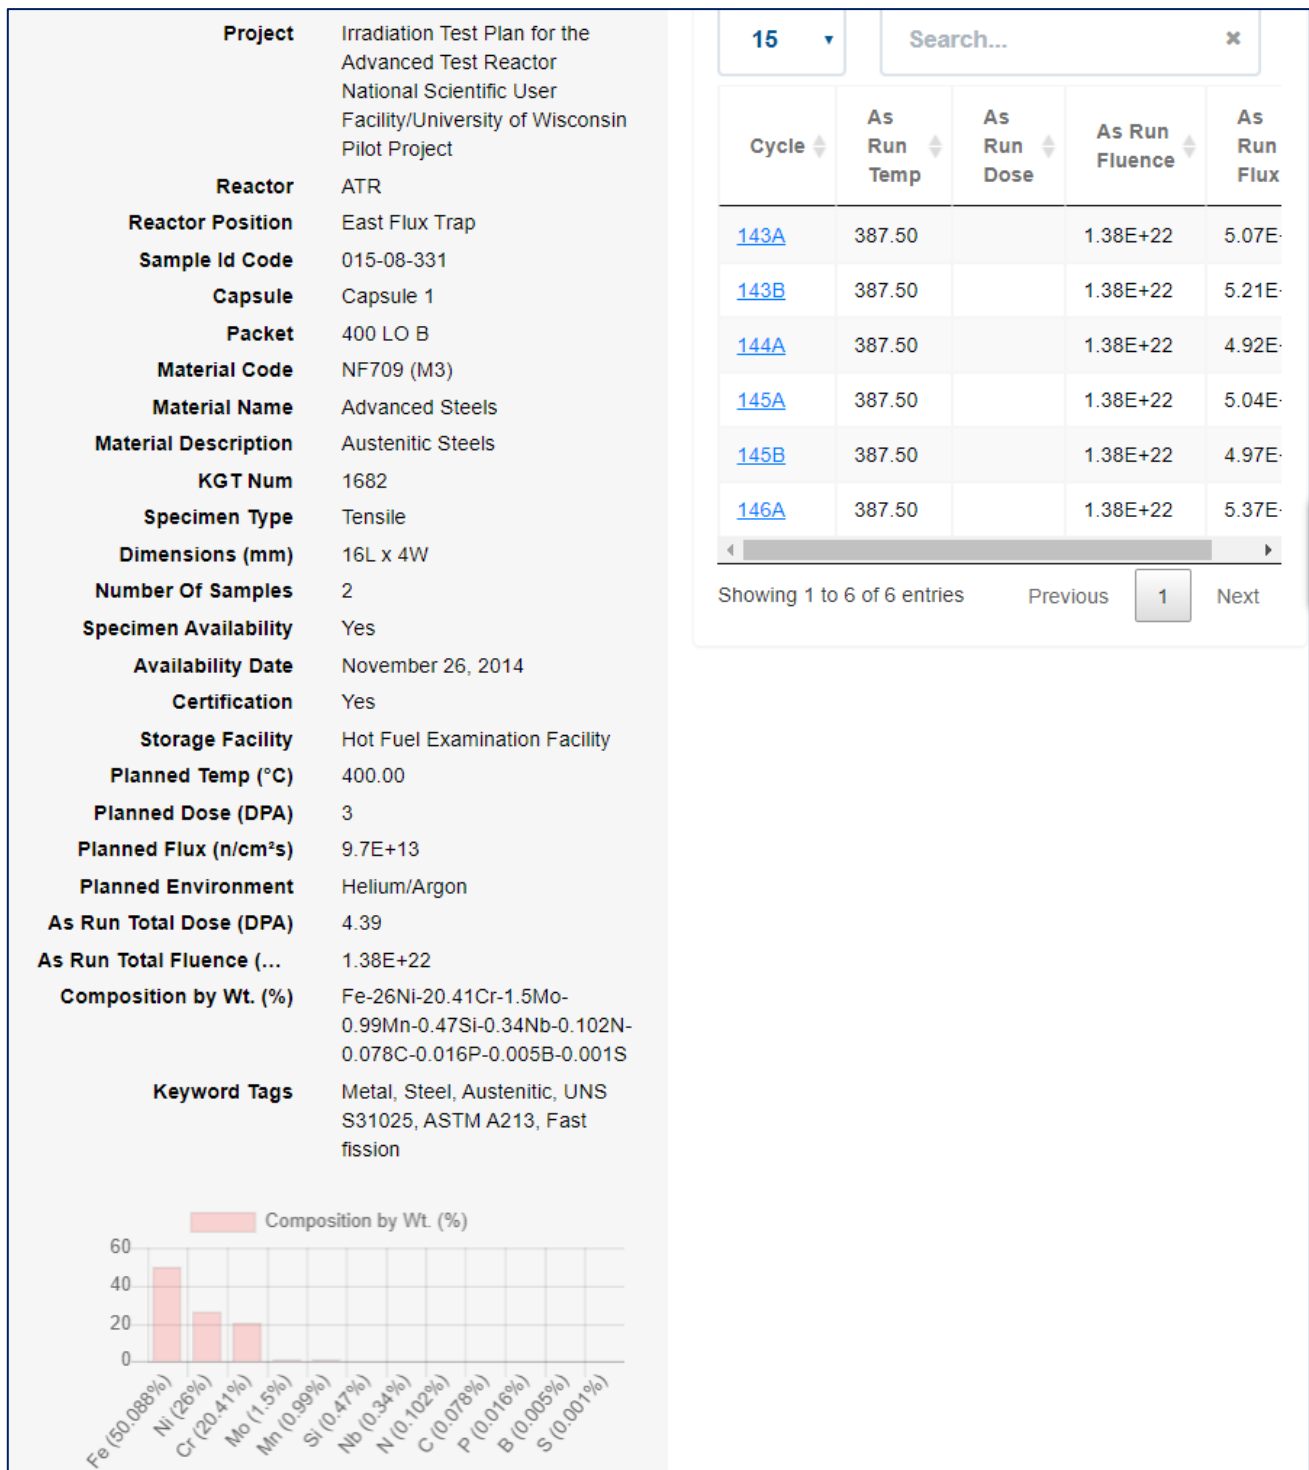 Project Irradiation Test Plan for the
Advanced Test Reactor
National Scientific User
Facility/University of Wisconsin
Pilot Project
Reactor ATR
Reactor Position East Flux Trap
Sample Id Code 015-08-331
Capsule Capsule 1
Packet 400 LO B
Material Code NF709 (M3)
Material Name Advanced Steels
Material Description Austenitic Steels
KGT Num 1682
Specimen Type Tensile
Dimensions (mm) 16L x 4W
Number Of Samples 2
Specimen Availability Yes
Availability Date November 26, 2014
Certification Yes
Storage Facility Hot Fuel Examination Facility
Planned Temp (°C) 400.00
Planned Dose (DPA) 3
Planned Flux (n/cm²s) 9.7E+13
Planned Environment Helium/Argon
As Run Total Dose (DPA) 4.39
As Run Total Fluence (... 1.38E+22
Composition by Wt. (%) Fe-26Ni-20.41Cr-1.5Mo-
0.99Mn-0.47Si-0.34Nb-0.102N-
0.078C-0.016P-0.005B-0.001S
Keyword Tags Metal, Steel, Austenitic, UNS
S31025, ASTM A213, Fast
fission
Composition by Wt. (%)
60
40
20
0
Fe (50.088%)
Ni (26%)
Cr (20.41%)
Mo (1.5%)
Mn (0.99%)
Si (0.47%)
Nb (0.34%)
N (0.102%)
C (0.078%)
P (0.016%)
B (0.005%)
S (0.001%)
15 Search...
Cycle As Run Temp As Run Dose As Run Fluence As Run Flux
143A 387.50 1.38E+22 5.07E-
143B 387.50 1.38E+22 5.21E-
144A 387.50 1.38E+22 4.92E-
145A 387.50 1.38E+22 5.04E-
145B 387.50 1.38E+22 4.97E-
146A 387.50 1.38E+22 5.37E-
Showing 1 to 6 of 6 entries Previous 1 Next